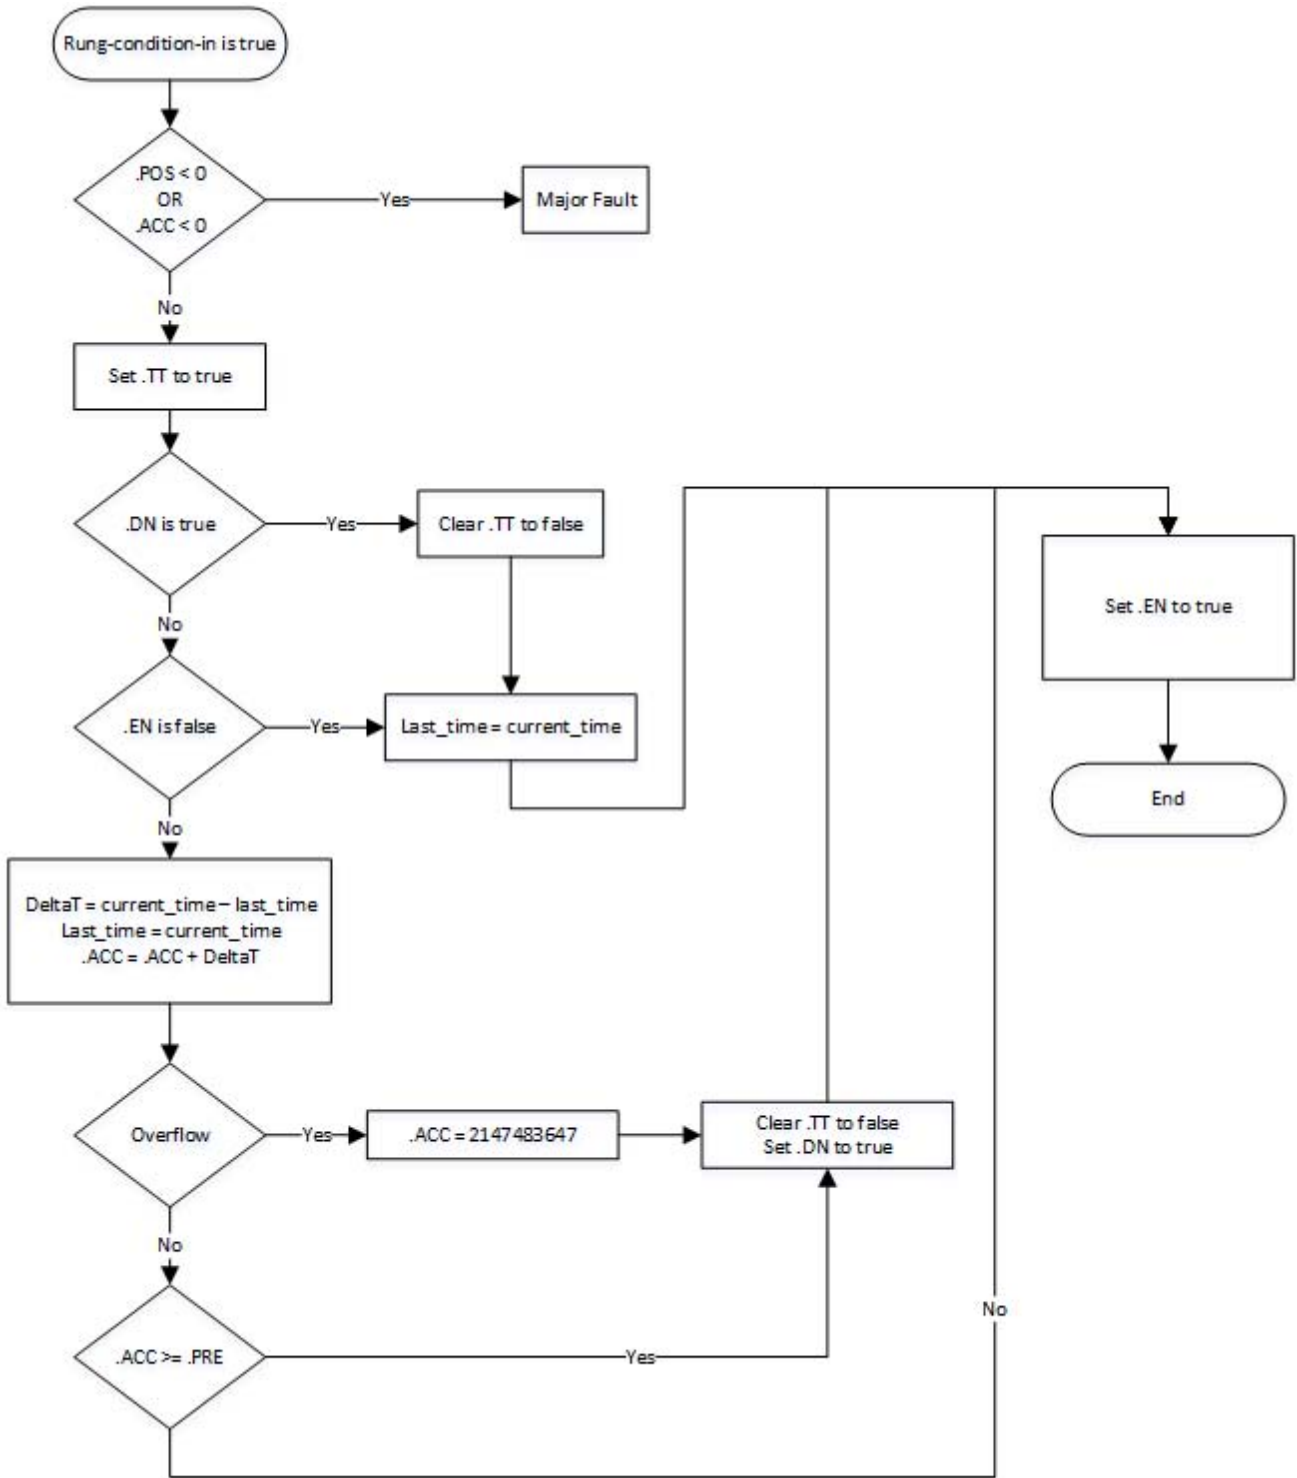 Rung-condition-in is true
.POS < 0
OR
.ACC < 0
Yes
Major Fault
No
Set .TT to true
.DN is true
Yes
Clear .TT to false
Set .EN to true
No
.EN is false
Yes
Last_time = current_time
End
No
DeltaT = current_time – last_time
Last_time = current_time
.ACC = .ACC + DeltaT
Overflow
Yes
.ACC = 2147483647
Clear .TT to false
Set .DN to true
No
.ACC >= .PRE
Yes
No